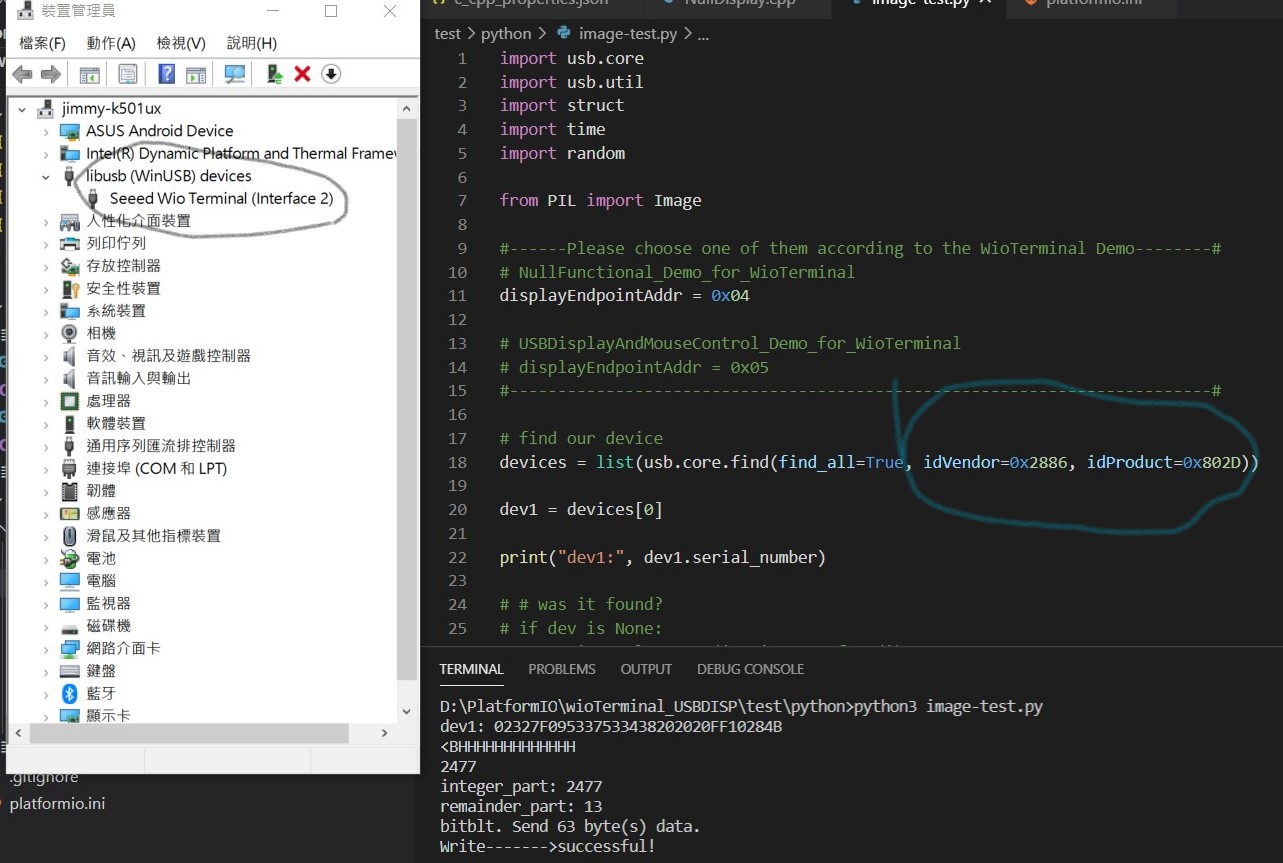 裝置管理員
檔案(F) 動作(A) 檢視(V) 說明(H)
jimmy-k501ux
ASUS Android Device
Intel(R) Dynamic Platform and Thermal
libusb (WinUSB) devices
Seeed Wio Terminal (Interface 2)
人性化介面裝置
列印佇列
存放控制器
安全性裝置
系統裝置
相機
音效、視訊及遊戲控制器
音訊輸入與輸出
處理器
軟體裝置
通用序列匯流排控制器
連接埠 (COM 和 LPT)
韌體
感應器
滑鼠及其他指標裝置
電池
電腦
監視器
磁碟機
網路介面卡
鍵盤
藍牙
顯示卡
.gitignore
platformio.ini
c_cpp_properties.json NullDisplay.cpp image-test.py platformio.ini
test > python > image-test.py > ...
1 import usb.core
2 import usb.util
3 import struct
4 import time
5 import random
6
7 from PIL import Image
8
9 #------Please choose one of them according to the WioTerminal Demo--------#
10 # NullFunctional_Demo_for_WioTerminal
11 displayEndpointAddr = 0x04
12
13 # USBDisplayAndMouseControl_Demo_for_WioTerminal
14 # displayEndpointAddr = 0x05
15 #--------------------------------------------------------------------------#
16
17 # find our device
18 devices = list(usb.core.find(find_all=True, idVendor=0x2886, idProduct=0x802D))
19
20 dev1 = devices[0]
21
22 print("dev1:", dev1.serial_number)
23
24 # # was it found?
25 # if dev is None:
TERMINAL PROBLEMS OUTPUT DEBUG CONSOLE
D:\PlatformIO\wioTerminal_USBDISP\test\python>python3 image-test.py
dev1: 02327F095337533438202020FF10284B
<BHHHHHHHHHHHHH
2477
integer_part: 2477
remainder_part: 13
bitblt. Send 63 byte(s) data.
Write------->successful!